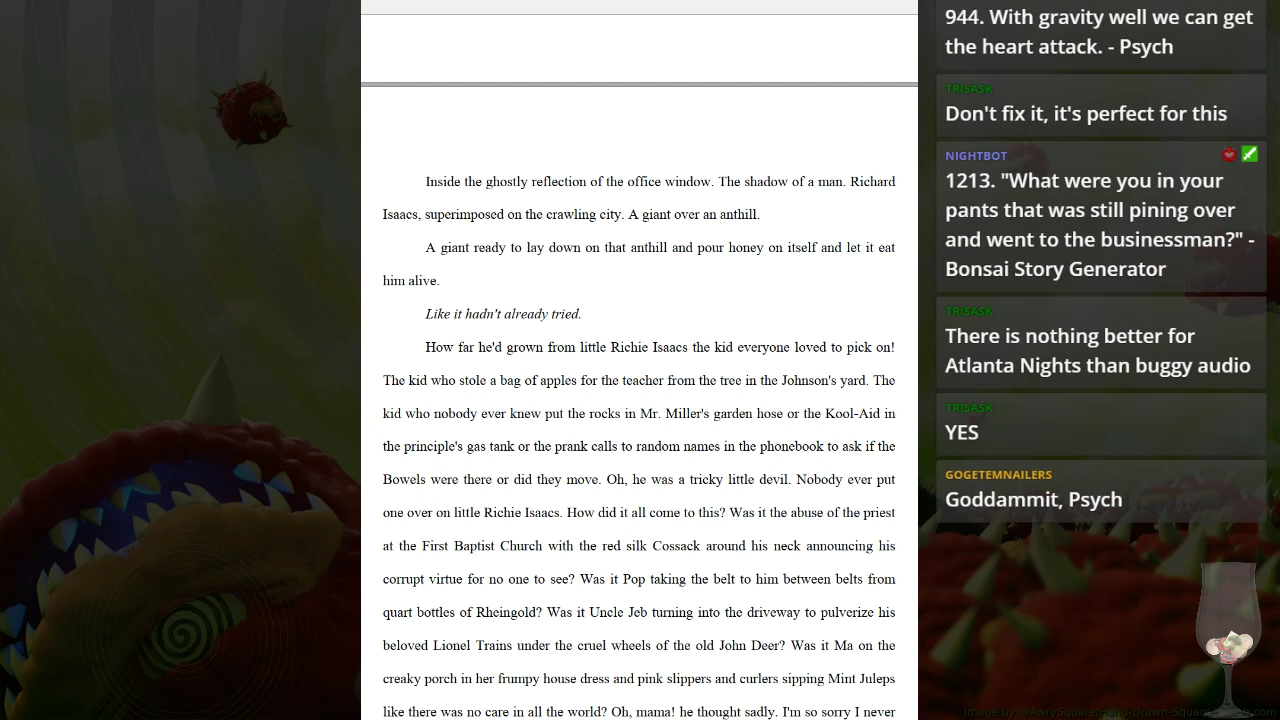 Inside the ghostly reflection of the office window. The shadow of a man. Richard
Isaacs, superimposed on the crawling city. A giant over an anthill.
A giant ready to lay down on that anthill and pour honey on itself and let it eat
him alive.
Like it hadn't already tried.
How far he'd grown from little Richie Isaacs the kid everyone loved to pick on!
The kid who stole a bag of apples for the teacher from the tree in the Johnson's yard. The
kid who nobody ever knew put the rocks in Mr. Miller's garden hose or the Kool-Aid in
the principle's gas tank or the prank calls to random names in the phonebook to ask if the
Bowels were there or did they move. Oh, he was a tricky little devil. Nobody ever put
one over on little Richie Isaacs. How did it all come to this? Was it the abuse of the priest
at the First Baptist Church with the red silk Cossack around his neck announcing his
corrupt virtue for no one to see? Was it Pop taking the belt to him between belts from
quart bottles of Rheingold? Was it Uncle Jeb turning into the driveway to pulverize his
beloved Lionel Trains under the cruel wheels of the old John Deer? Was it Ma on the
creaky porch in her frumpy house dress and pink slippers and curlers sipping Mint Juleps
like there was no care in all the world? Oh, mama! he thought sadly. I'm so sorry I never
944. With gravity well we can get
the heart attack. - Psych
TRISASK
Don't fix it, it's perfect for this
NIGHTBOT
1213. "What were you in your
pants that was still pining over
and went to the businessman?" -
Bonsai Story Generator
TRISASK
There is nothing better for
Atlanta Nights than buggy audio
TRISASK
YES
GOGETEMNAILERS
Goddammit, Psych